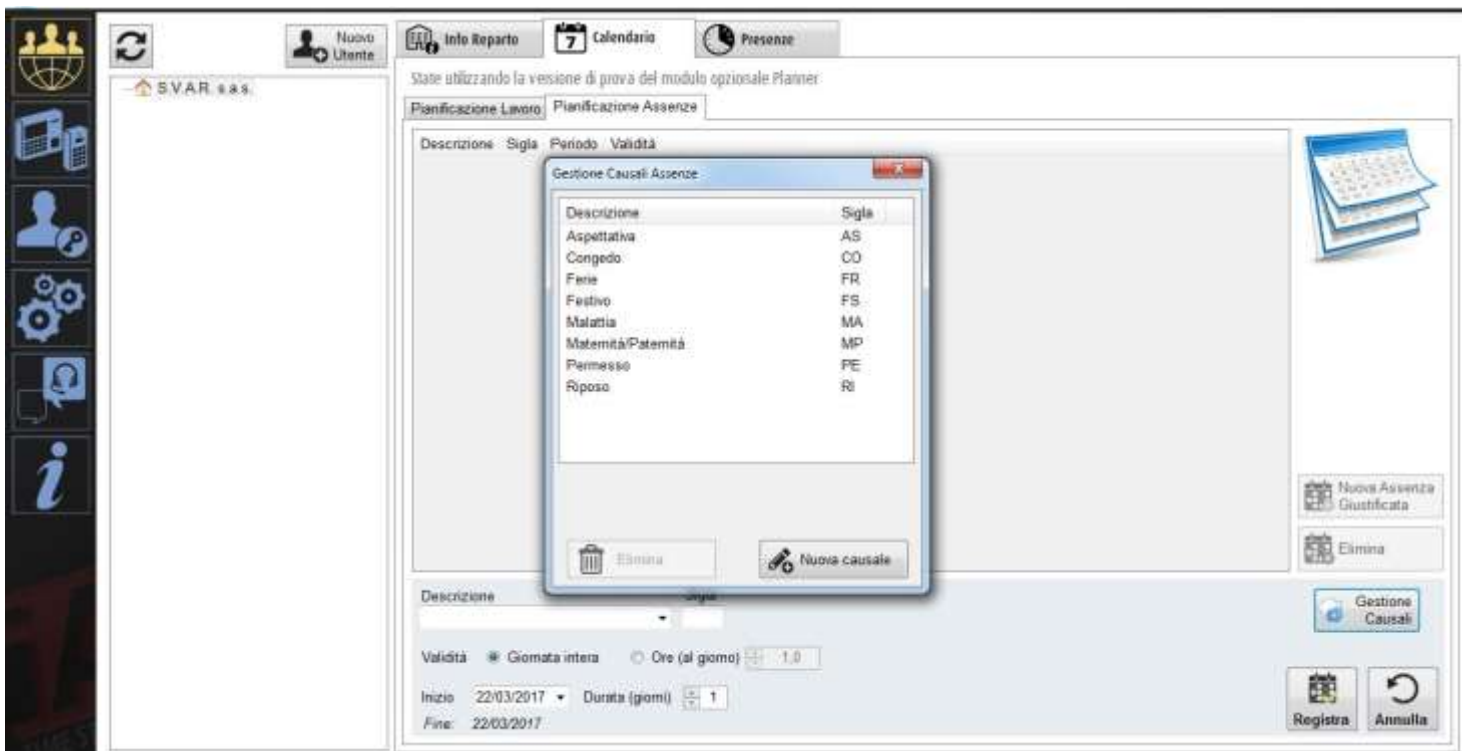 Nuovo
Utente
Info Reparto
7 Calendario
Presenze
State utilizzando la versione di prova del modulo opzionale Planner
S.V.A.R. s.a.s.
Pianificazione Lavoro Pianificazione Assenze
Descrizione Sigla Periodo Validità
Gestione Causali Assenze
Descrizione Sigla
Aspettativa AS
Congedo CO
Ferie FR
Festivo FS
Malattia MA
Maternità/Paternità MP
Permesso PE
Riposo RI
Elimina
Nuova causale
Nuova Assenza
Giustificata
Elimina
Descrizione Sigla
Gestione
Causali
Validità Giornata intera Ore (al giorno) 1,0
Inizio 22/03/2017 Durata (giorni) 1
Fine: 22/03/2017
Registra
Annulla